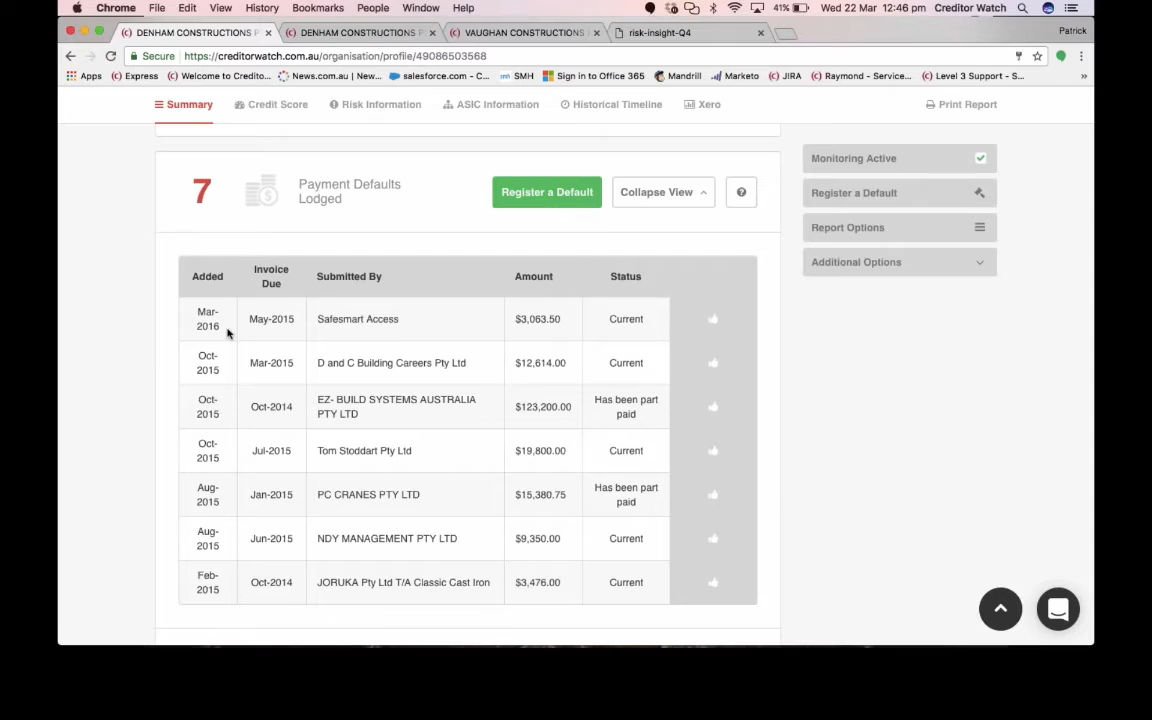 Chrome File Edit View History Bookmarks People Window Help 41% Wed 22 Mar 12:46 pm Creditor Watch
DENHAM CONSTRUCTIONS P DENHAM CONSTRUCTIONS P VAUGHAN CONSTRUCTIONS risk-insight-Q4 Patrick
Secure https://creditorwatch.com.au/organisation/profile/49086503568
Apps Express Welcome to Credito... News.com.au | New... salesforce.com - C... SMH Sign in to Office 365 Mandrill Marketo JIRA Raymond - Service... Level 3 Support - S... »
Summary Credit Score Risk Information ASIC Information Historical Timeline Xero Print Report
Monitoring Active
Register a Default
Report Options
Additional Options
7
Payment Defaults
Lodged
Register a Default Collapse View ?
Added Invoice Due Submitted By Amount Status
Mar-
2016
May-2015 Safesmart Access $3,063.50 Current
Oct-
2015
Mar-2015 D and C Building Careers Pty Ltd $12,614.00 Current
Oct-
2015
Oct-2014 EZ- BUILD SYSTEMS AUSTRALIA
PTY LTD
$123,200.00 Has been part
paid
Oct-
2015
Jul-2015 Tom Stoddart Pty Ltd $19,800.00 Current
Aug-
2015
Jan-2015 PC CRANES PTY LTD $15,380.75 Has been part
paid
Aug-
2015
Jun-2015 NDY MANAGEMENT PTY LTD $9,350.00 Current
Feb-
2015
Oct-2014 JORUKA Pty Ltd T/A Classic Cast Iron $3,476.00 Current